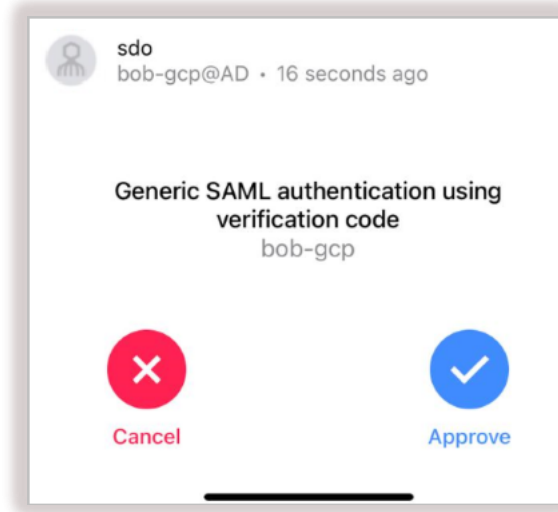 sdo
bob-gcp@AD • 16 seconds ago
Generic SAML authentication using
verification code
bob-gcp
Cancel
Approve